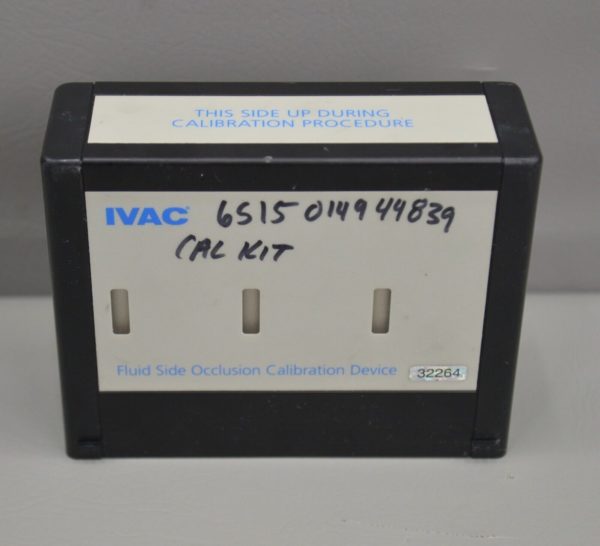 THIS SIDE UP DURING
CALIBRATION PROCEDURE
IVAC® 6515 014944839
CAL KIT
Fluid Side Occlusion Calibration Device 32264